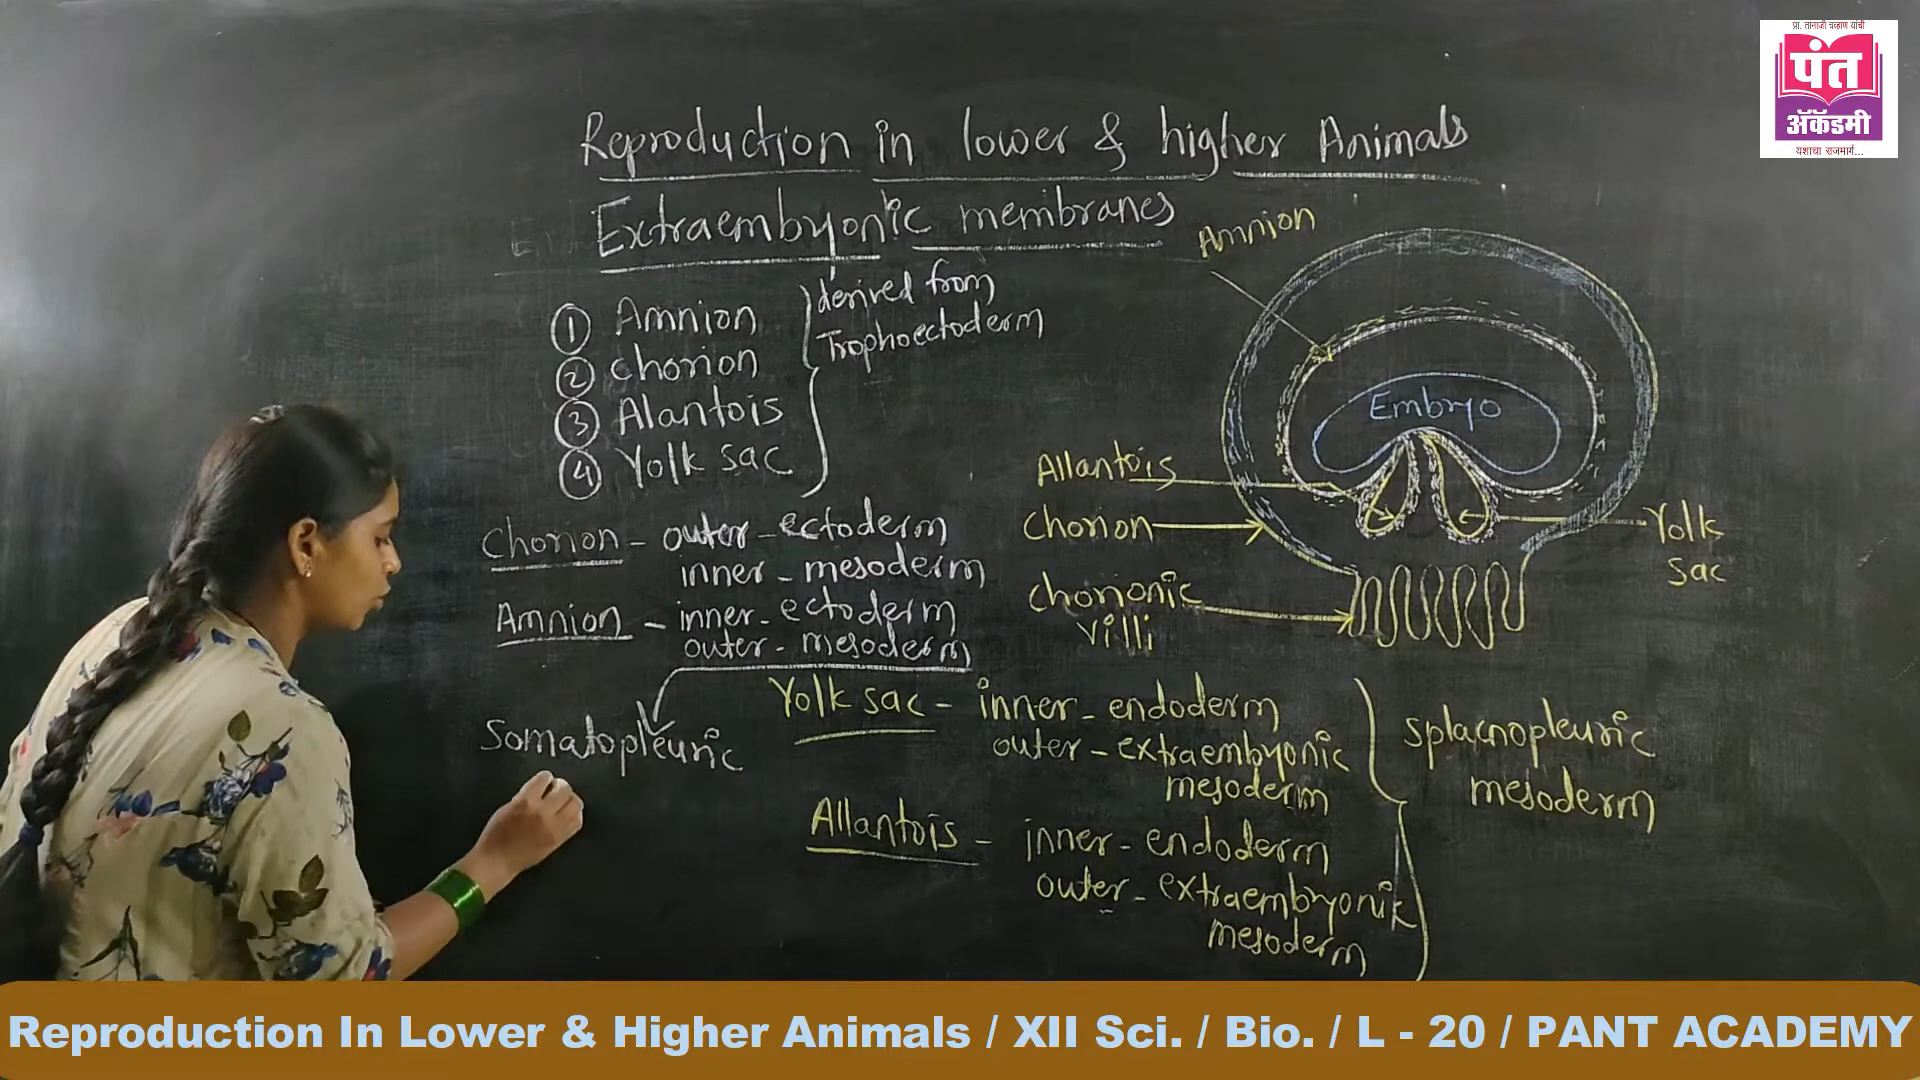 प्रा. तानाजी चव्हाण यांची
पंत
अ‍ॅकॅडमी
यशाचा राजमार्ग...
Reproduction in lower & higher Animals
Extraembyonic membranes
① Amnion
② chorion
③ Alantois
④ Yolk sac
derived from
Trophoectoderm
Chorion - outer - ectoderm
inner - mesoderm
Amnion - inner - ectoderm
outer - mesoderm
Somatopleuric
Amnion
Embryo
Allantois
Chorion
Chorionic
villi
Yolk
sac
Yolk sac - inner - endoderm
outer - extraembyonic
mesoderm
Allantois - inner - endoderm
outer - extraembryonik
mesoderm
splacnopleuric
mesoderm
Reproduction In Lower & Higher Animals / XII Sci. / Bio. / L - 20 / PANT ACADEMY